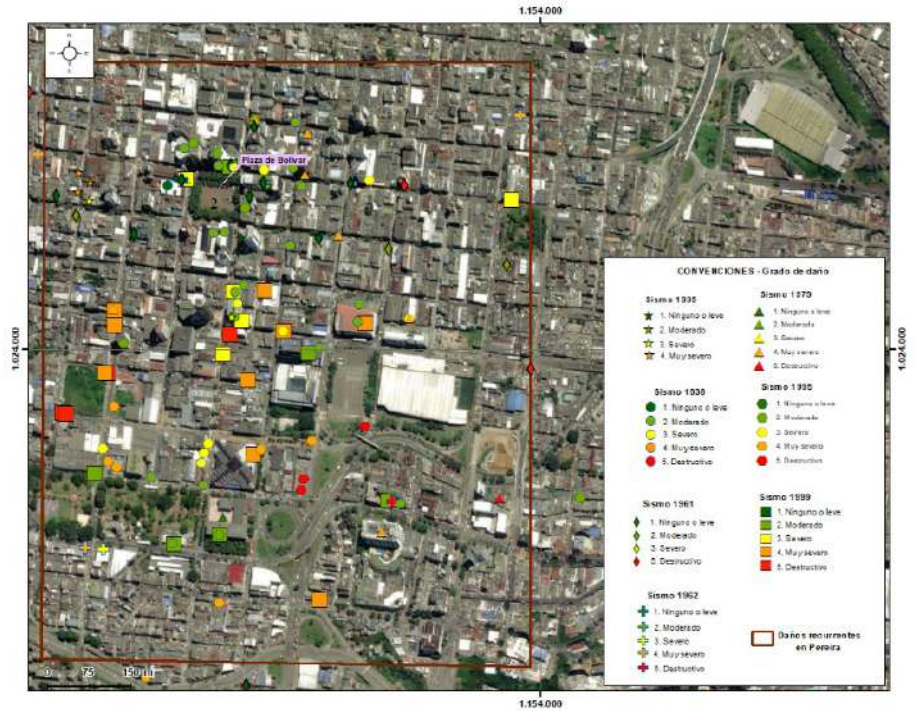 1.154.000
Plaza de Bolivar
1.024.000
1.024.000
CONVENCIONES - Grado de daño
Sismo 1935
1. Ninguno o leve
2. Moderado
3. Severo
4. Muy severo
Sismo 1979
1. Ninguno o leve
2. Moderado
3. Severo
4. Muy severo
5. Destructivo
Sismo 1938
1. Ninguno o leve
2. Moderado
3. Severo
4. Muy severo
5. Destructivo
Sismo 1995
1. Ninguno o leve
2. Moderado
3. Severo
4. Muy severo
5. Destructivo
Sismo 1961
1. Ninguno o leve
2. Moderado
3. Severo
5. Destructivo
Sismo 1999
1. Ninguno o leve
2. Moderado
3. Severo
4. Muy severo
5. Destructivo
Sismo 1962
1. Ninguno o leve
2. Moderado
3. Severo
4. Muy severo
5. Destructivo
Daños recurrentes
en Pereira
0 75 150 m
1.154.000